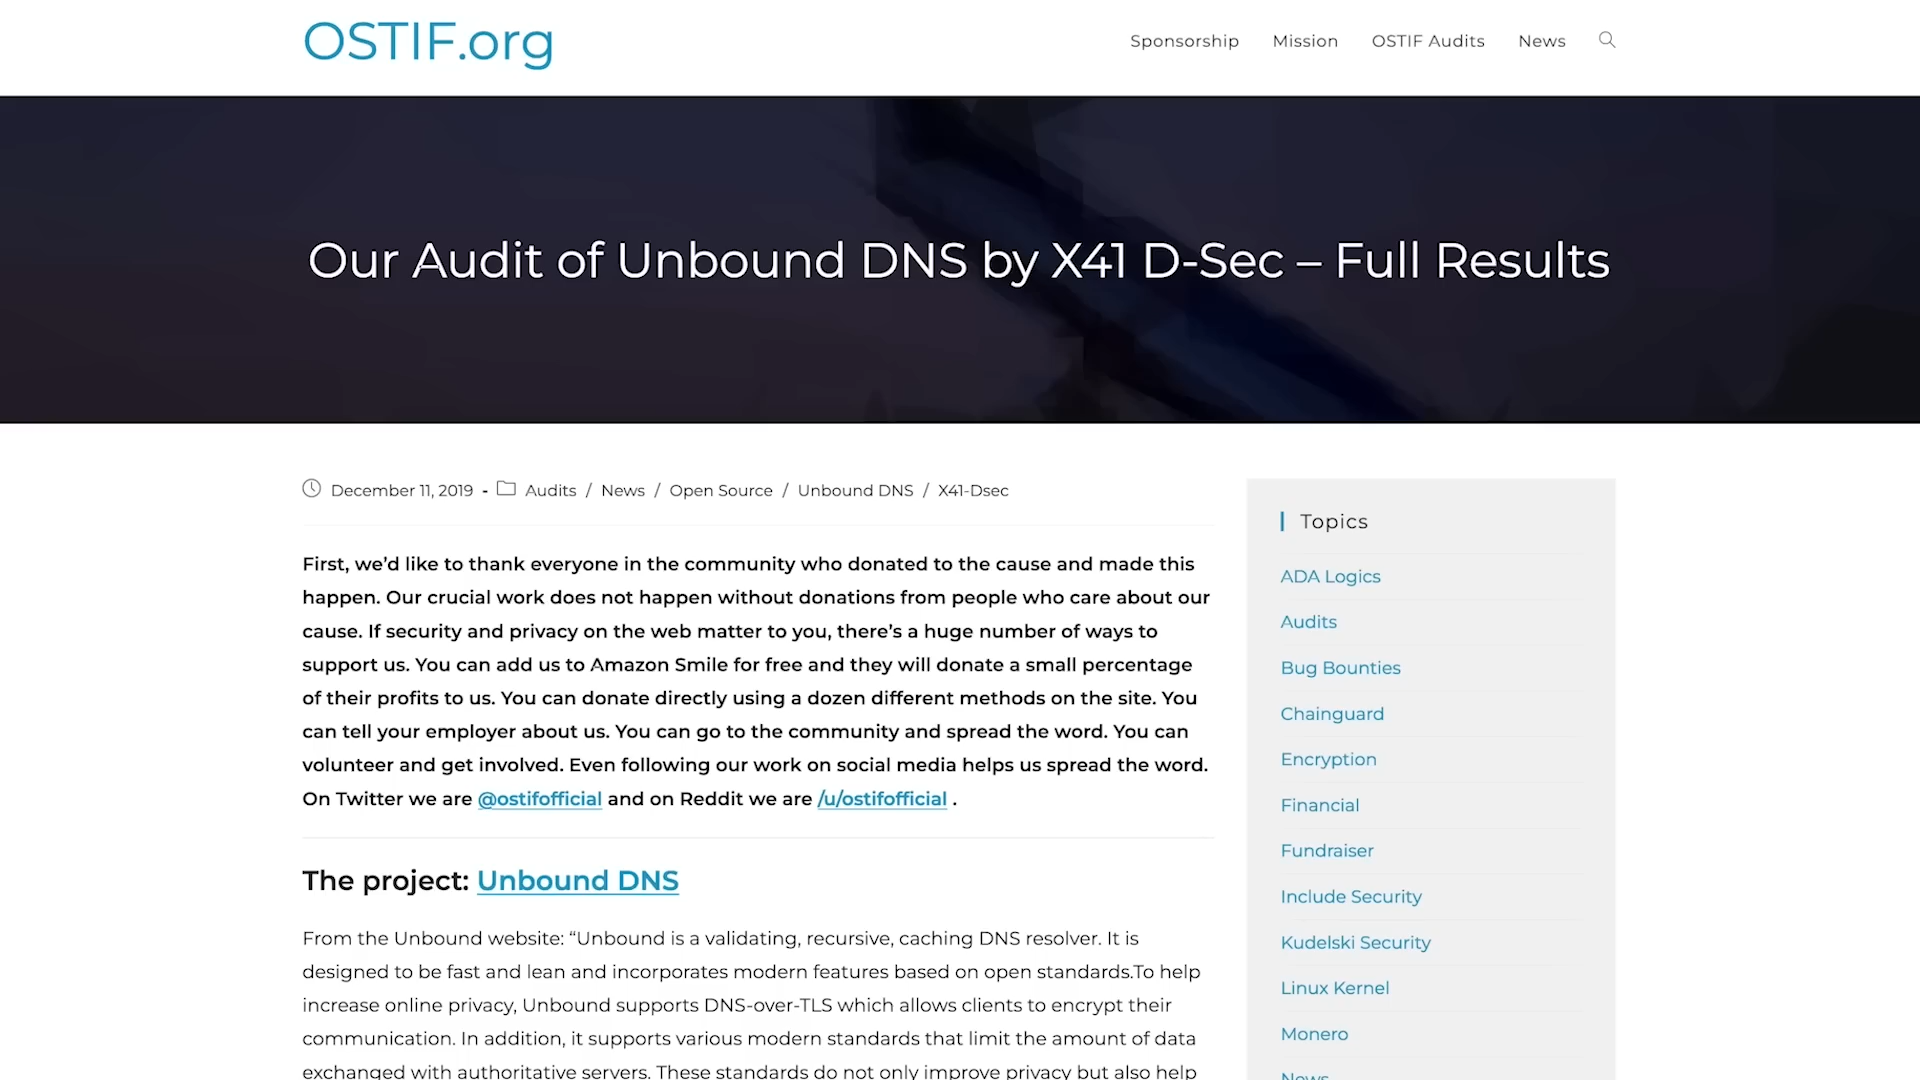 OSTIF.org
Sponsorship Mission OSTIF Audits News
Our Audit of Unbound DNS by X41 D-Sec – Full Results
December 11, 2019 - Audits / News / Open Source / Unbound DNS / X41-Dsec
First, we’d like to thank everyone in the community who donated to the cause and made this
happen. Our crucial work does not happen without donations from people who care about our
cause. If security and privacy on the web matter to you, there’s a huge number of ways to
support us. You can add us to Amazon Smile for free and they will donate a small percentage
of their profits to us. You can donate directly using a dozen different methods on the site. You
can tell your employer about us. You can go to the community and spread the word. You can
volunteer and get involved. Even following our work on social media helps us spread the word.
On Twitter we are @ostifofficial and on Reddit we are /u/ostifofficial .
The project: Unbound DNS
From the Unbound website: “Unbound is a validating, recursive, caching DNS resolver. It is
designed to be fast and lean and incorporates modern features based on open standards.To help
increase online privacy, Unbound supports DNS-over-TLS which allows clients to encrypt their
communication. In addition, it supports various modern standards that limit the amount of data
exchanged with authoritative servers. These standards do not only improve privacy but also help
Topics
ADA Logics
Audits
Bug Bounties
Chainguard
Encryption
Financial
Fundraiser
Include Security
Kudelski Security
Linux Kernel
Monero
News